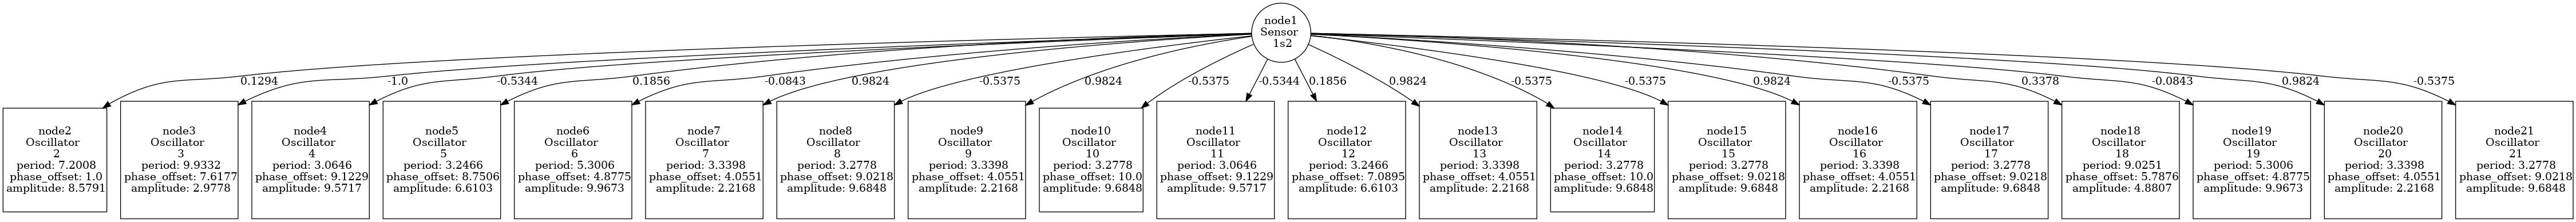 node1
Sensor
1s2
0.1294
-1.0
-0.5344
0.1856
-0.0843
0.9824
-0.5375
0.9824
-0.5375
-0.5344
0.1856
0.9824
-0.5375
-0.5375
0.9824
-0.5375
0.3378
-0.0843
0.9824
-0.5375
node2
Oscillator
2
period: 7.2008
phase_offset: 1.0
amplitude: 8.5791
node3
Oscillator
3
period: 9.9332
phase_offset: 7.6177
amplitude: 2.9778
node4
Oscillator
4
period: 3.0646
phase_offset: 9.1229
amplitude: 9.5717
node5
Oscillator
5
period: 3.2466
phase_offset: 8.7506
amplitude: 6.6103
node6
Oscillator
6
period: 5.3006
phase_offset: 4.8775
amplitude: 9.9673
node7
Oscillator
7
period: 3.3398
phase_offset: 4.0551
amplitude: 2.2168
node8
Oscillator
8
period: 3.2778
phase_offset: 9.0218
amplitude: 9.6848
node9
Oscillator
9
period: 3.3398
phase_offset: 4.0551
amplitude: 2.2168
node10
Oscillator
10
period: 3.2778
phase_offset: 10.0
amplitude: 9.6848
node11
Oscillator
11
period: 3.0646
phase_offset: 9.1229
amplitude: 9.5717
node12
Oscillator
12
period: 3.2466
phase_offset: 7.0895
amplitude: 6.6103
node13
Oscillator
13
period: 3.3398
phase_offset: 4.0551
amplitude: 2.2168
node14
Oscillator
14
period: 3.2778
phase_offset: 10.0
amplitude: 9.6848
node15
Oscillator
15
period: 3.2778
phase_offset: 9.0218
amplitude: 9.6848
node16
Oscillator
16
period: 3.3398
phase_offset: 4.0551
amplitude: 2.2168
node17
Oscillator
17
period: 3.2778
phase_offset: 9.0218
amplitude: 9.6848
node18
Oscillator
18
period: 9.0251
phase_offset: 5.7876
amplitude: 4.8807
node19
Oscillator
19
period: 5.3006
phase_offset: 4.8775
amplitude: 9.9673
node20
Oscillator
20
period: 3.3398
phase_offset: 4.0551
amplitude: 2.2168
node21
Oscillator
21
period: 3.2778
phase_offset: 9.0218
amplitude: 9.6848